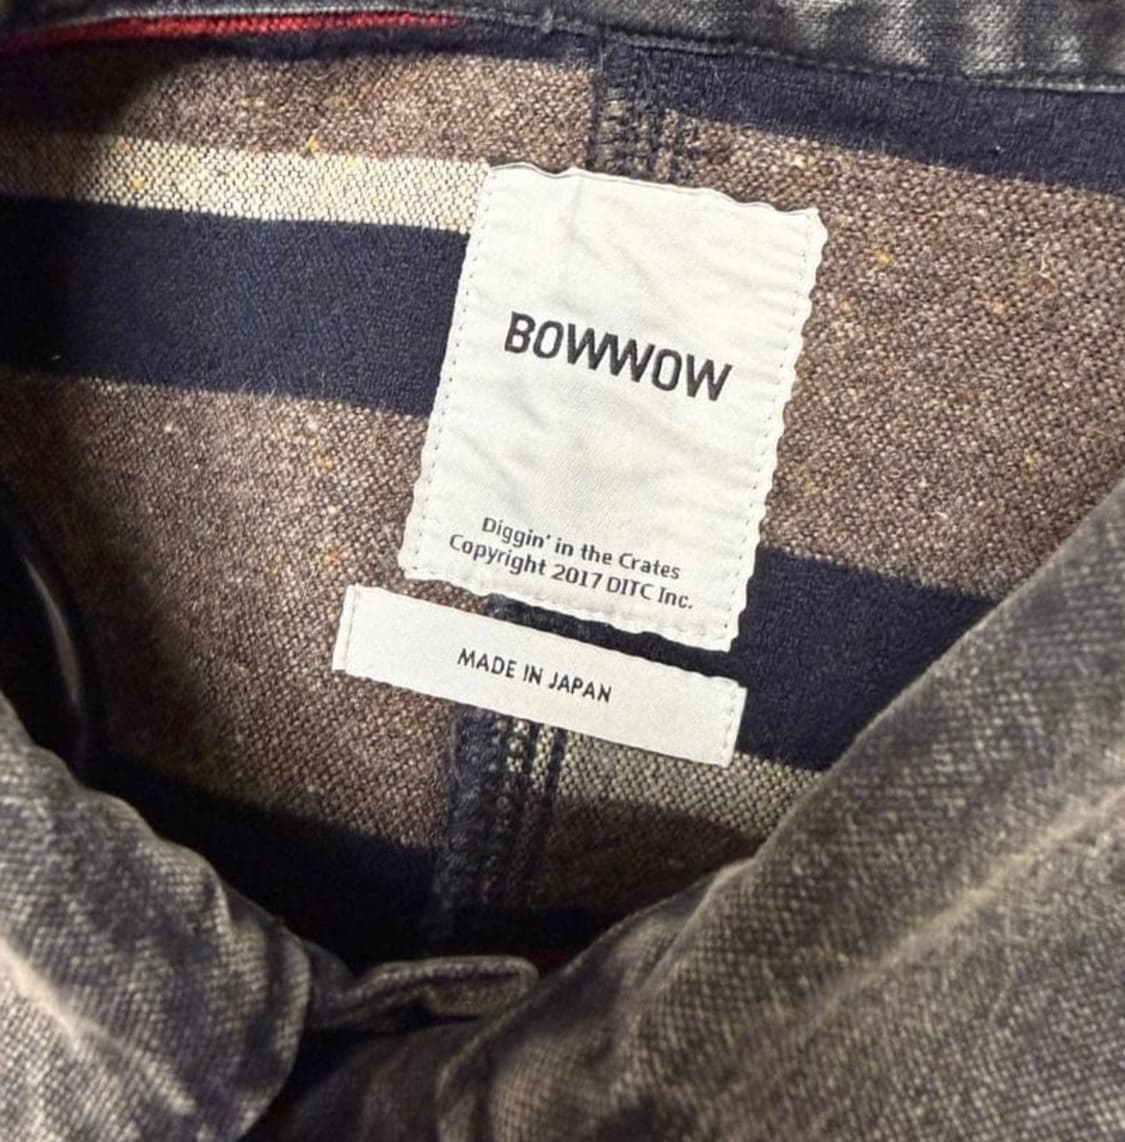 BOWWOW
Diggin' in the Crates
Copyright 2017 DITC Inc.
MADE IN JAPAN